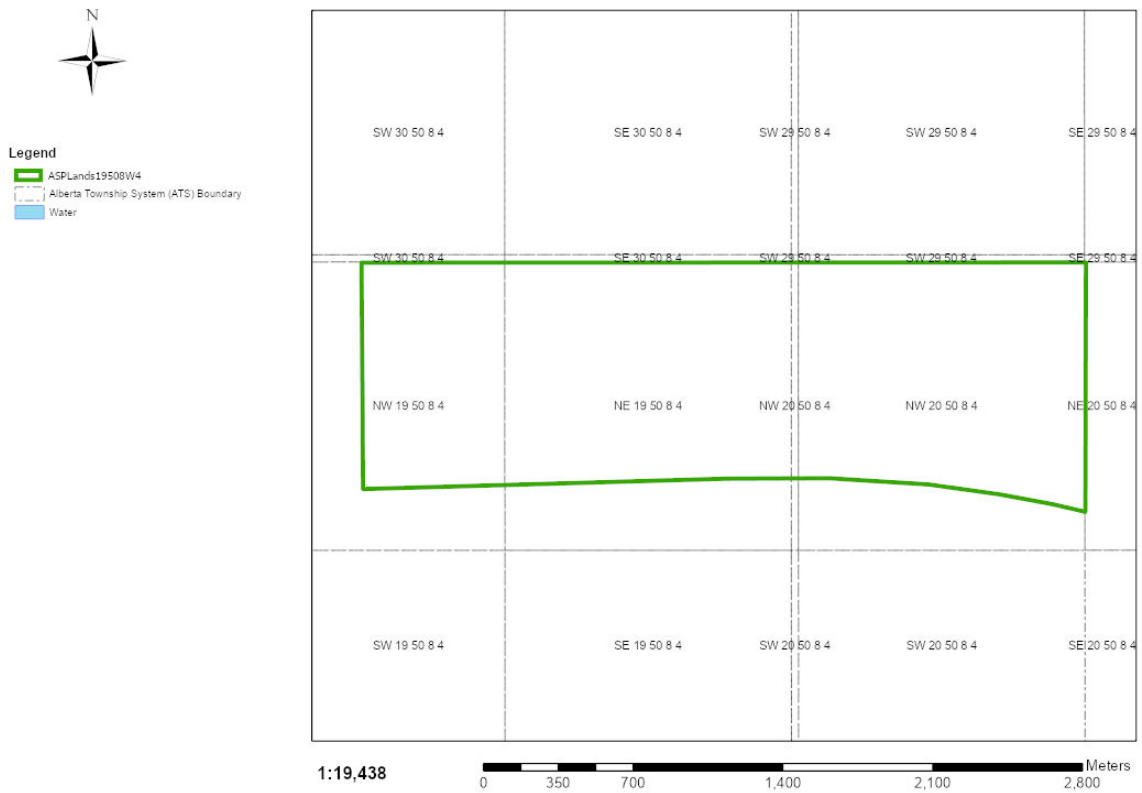 N
Legend
ASPLands19508W4
Alberta Township System (ATS) Boundary
Water
SW 30 50 8 4 SE 30 50 8 4 SW 29 50 8 4 SW 29 50 8 4 SE 29 50 8 4
SW 30 50 8 4 SE 30 50 8 4 SW 29 50 8 4 SW 29 50 8 4 SE 29 50 8 4
NW 19 50 8 4 NE 19 50 8 4 NW 20 50 8 4 NW 20 50 8 4 NE 20 50 8 4
SW 19 50 8 4 SE 19 50 8 4 SW 20 50 8 4 SW 20 50 8 4 SE 20 50 8 4
1:19,438
Meters
0 350 700 1,400 2,100 2,800